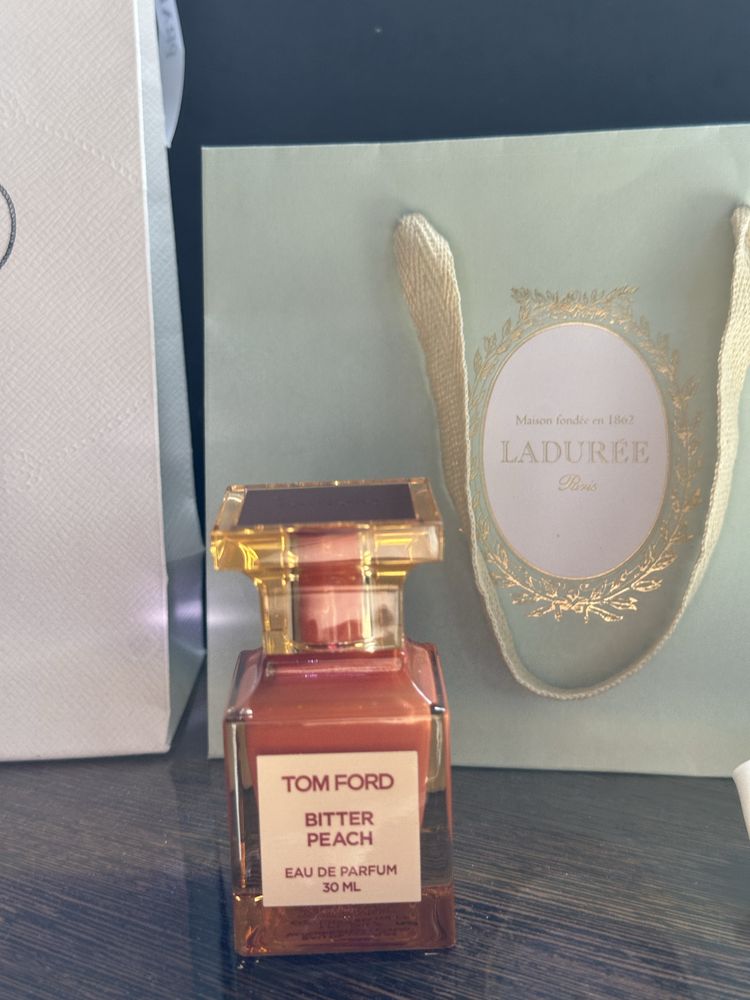 Maison fondée en 1862
LADURÉE
Paris
TOM FORD
BITTER
PEACH
EAU DE PARFUM
30 ML